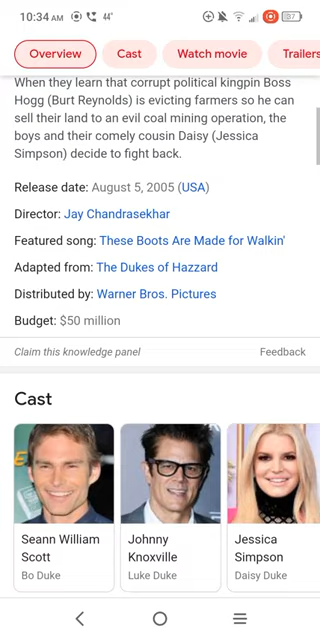 10:34 AM 44° 37
Overview Cast Watch movie Trailers
When they learn that corrupt political kingpin Boss
Hogg (Burt Reynolds) is evicting farmers so he can
sell their land to an evil coal mining operation, the
boys and their comely cousin Daisy (Jessica
Simpson) decide to fight back.
Release date: August 5, 2005 (USA)
Director: Jay Chandrasekhar
Featured song: These Boots Are Made for Walkin'
Adapted from: The Dukes of Hazzard
Distributed by: Warner Bros. Pictures
Budget: $50 million
Claim this knowledge panel Feedback
Cast
Seann William
Scott
Bo Duke
Johnny
Knoxville
Luke Duke
Jessica
Simpson
Daisy Duke